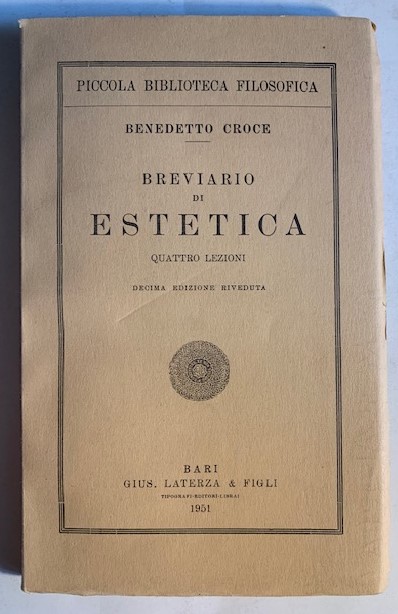 PICCOLA BIBLIOTECA FILOSOFICA
BENEDETTO CROCE
BREVIARIO
DI
ESTETICA
QUATTRO LEZIONI
DECIMA EDIZIONE RIVEDUTA
BARI
GIUS. LATERZA & FIGLI
TIPOGRAFI-EDITORI-LIBRAI
1951